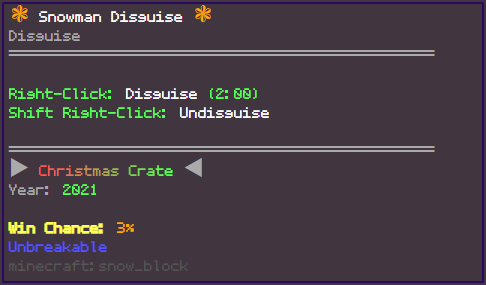 ❃ Snowman Disguise ❃
Disguise
Right-Click: Disguise (2:00)
Shift Right-Click: Undisguise
▶ Christmas Crate ◀
Year: 2021
Win Chance: 3%
Unbreakable
minecraft:snow_block